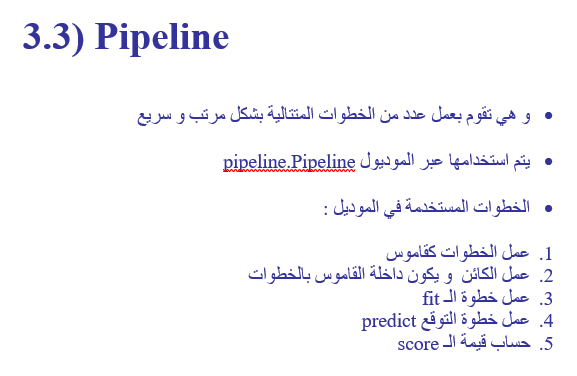 3.3) Pipeline
• و هي تقوم بعمل عدد من الخطوات المتتالية بشكل مرتب و سريع
• يتم استخدامها عبر الموديول pipeline.Pipeline
• الخطوات المستخدمة في الموديل :
1. عمل الخطوات كقاموس
2. عمل الكائن و يكون داخلة القاموس بالخطوات
3. عمل خطوة الـ fit
4. عمل خطوة التوقع predict
5. حساب قيمة الـ score